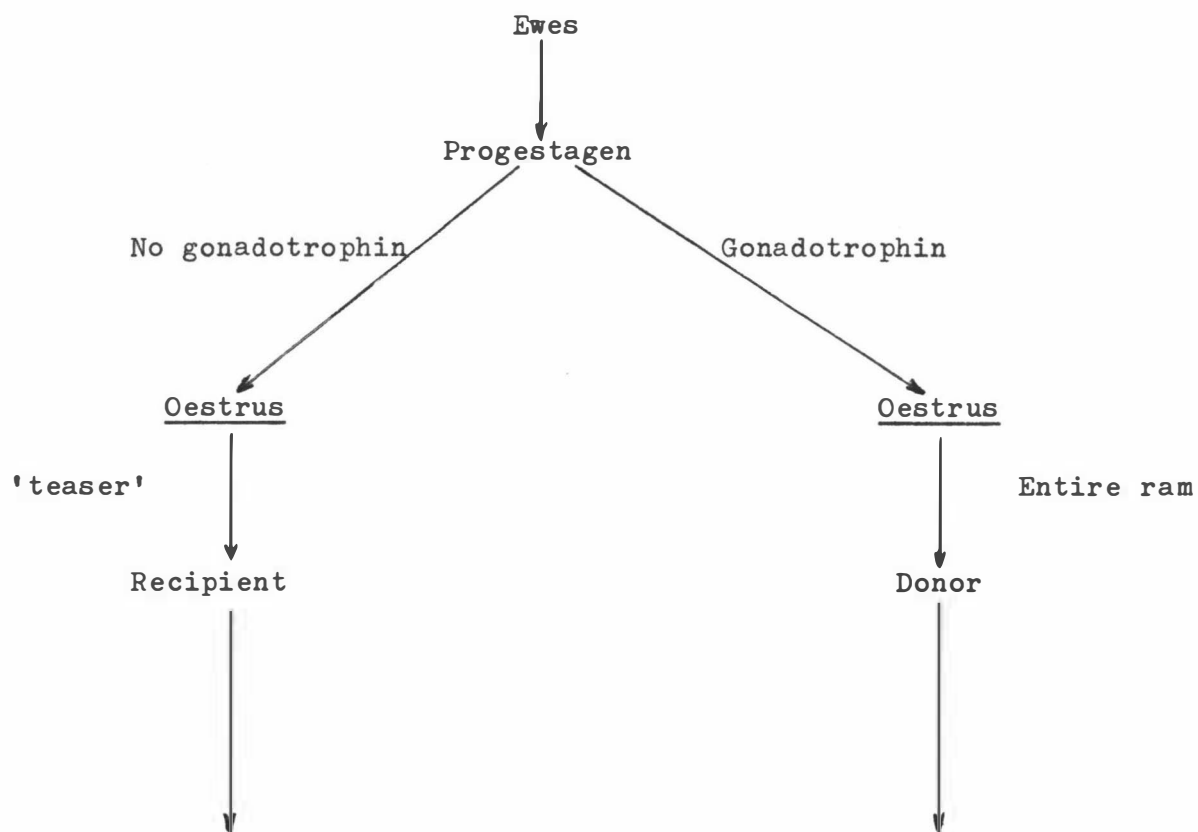 Ewes
Progestagen
No gonadotrophin
Gonadotrophin
Oestrus
Oestrus
'teaser'
Entire ram
Recipient
Donor